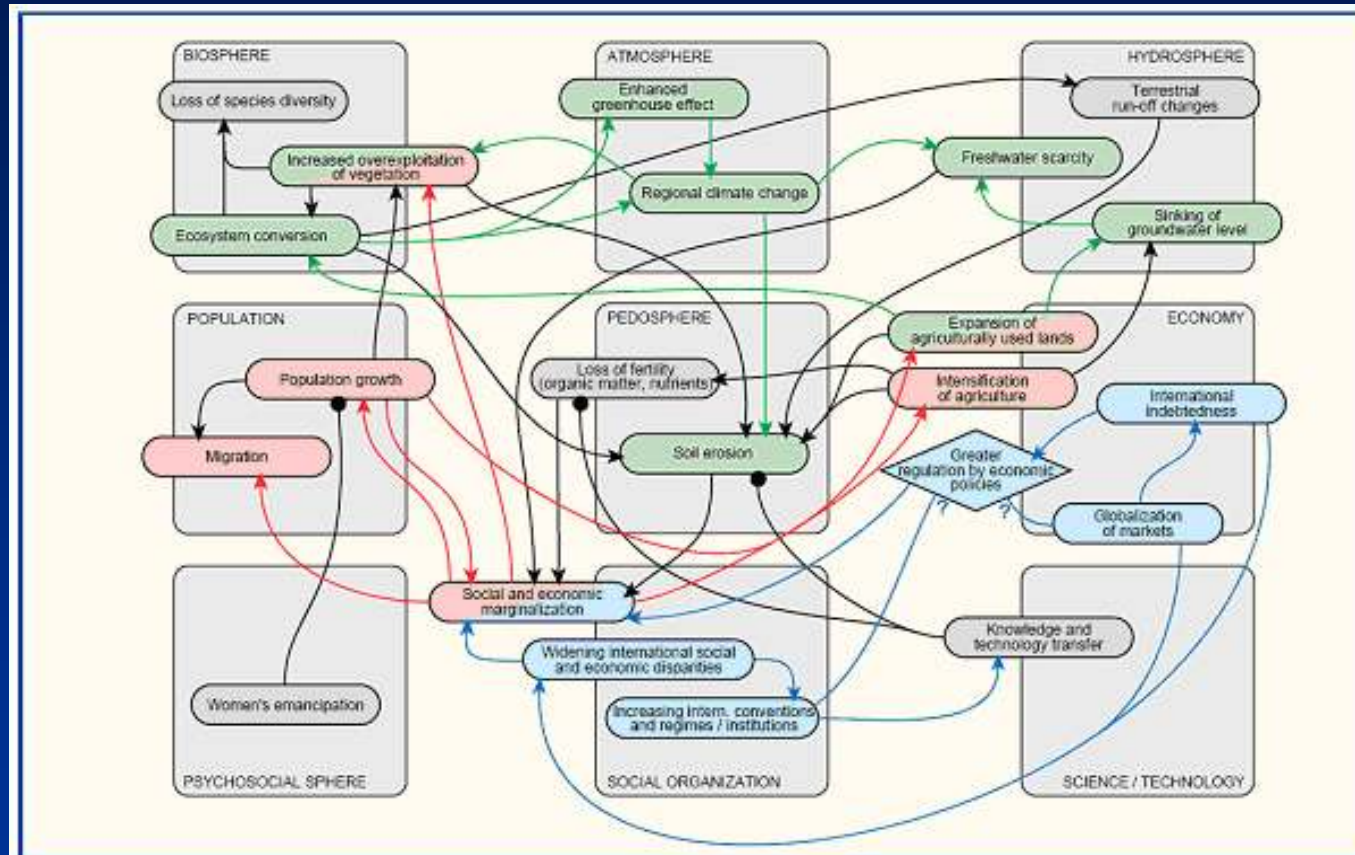 BIOSPHERE
Loss of species diversity
Increased overexploitation
of vegetation
Ecosystem conversion
ATMOSPHERE
Enhanced
greenhouse effect
Regional climate change
HYDROSPHERE
Terrestrial
run-off changes
Freshwater scarcity
Sinking of
groundwater level
POPULATION
Population growth
Migration
PEDOSPHERE
Loss of fertility
(organic matter, nutrients)
Soil erosion
ECONOMY
Expansion of
agriculturally used lands
Intensification
of agriculture
International
indebtedness
Greater
regulation by economic
policies
?
?
Globalization
of markets
Social and economic
marginalization
Women's emancipation
PSYCHOSOCIAL SPHERE
Widening international social
and economic disparities
Increasing intern. conventions
and regimes / institutions
SOCIAL ORGANIZATION
Knowledge and
technology transfer
SCIENCE / TECHNOLOGY